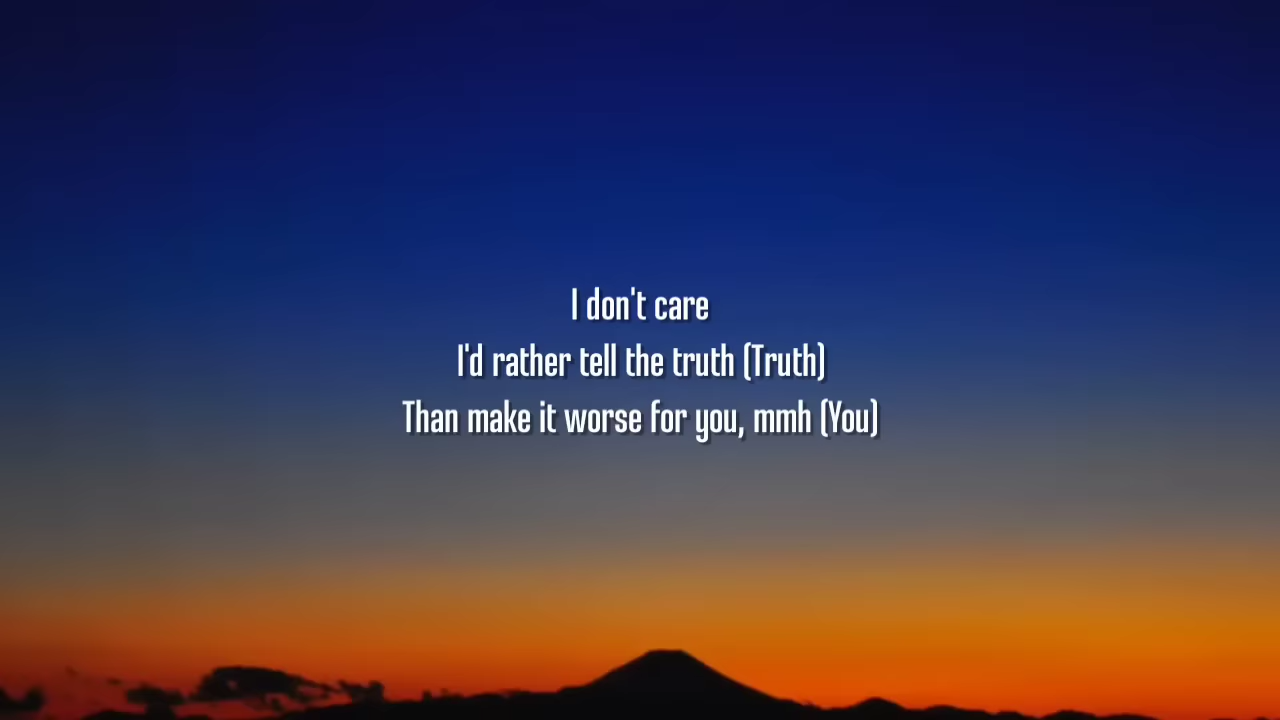 I don't care
I'd rather tell the truth (Truth)
Than make it worse for you, mmh (You)